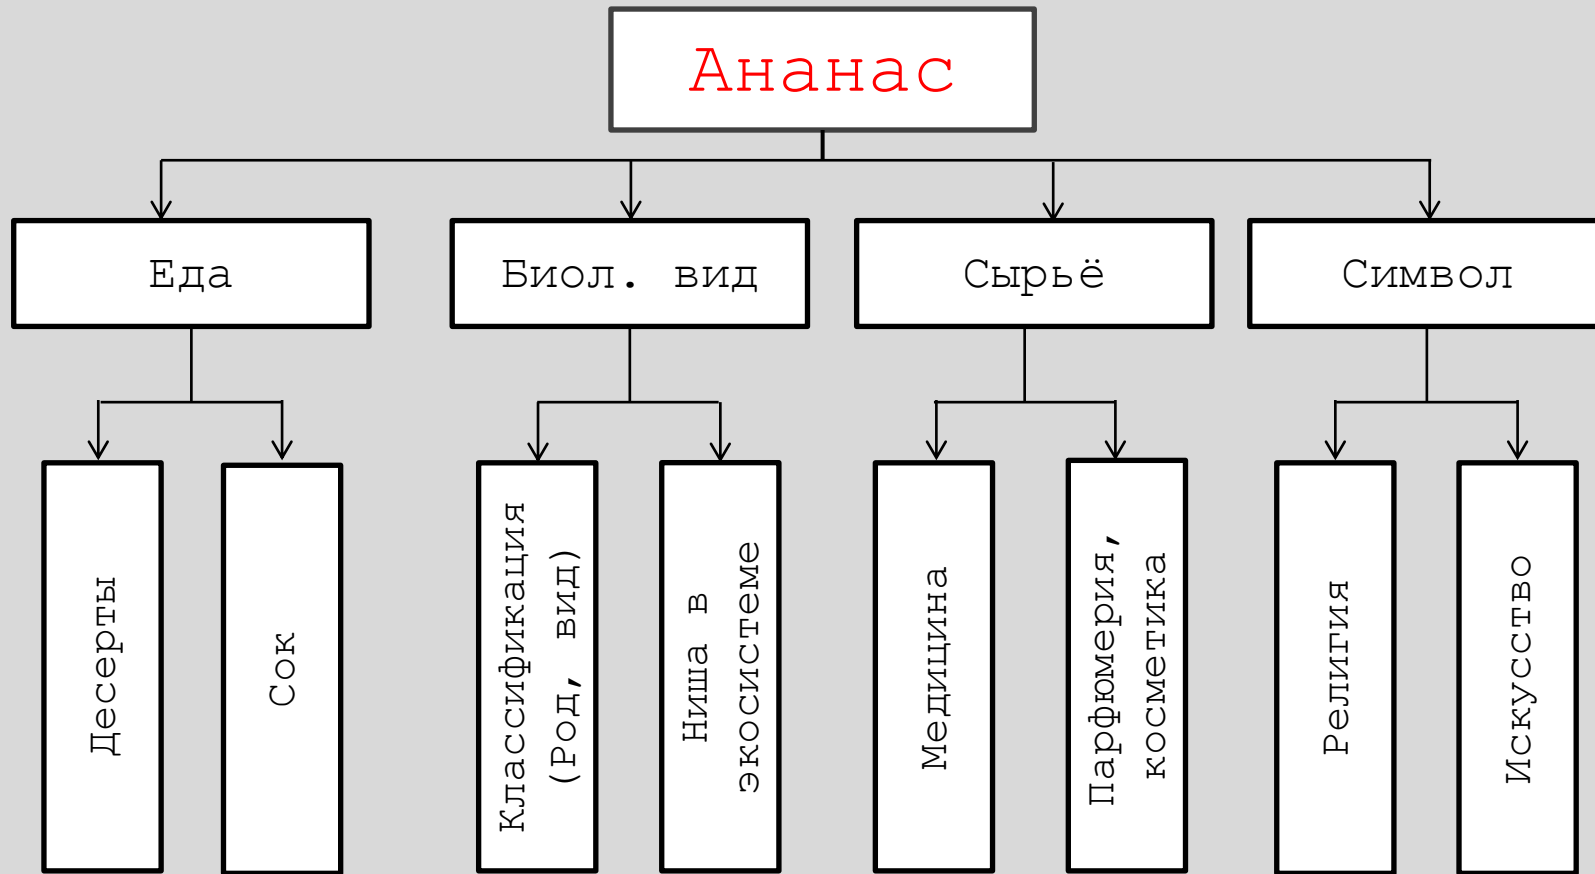 Ананас
Еда
Биол. вид
Сырьё
Символ
Десерты
Сок
Классификация
(Род, вид)
Ниша в
экосистеме
Медицина
Парфюмерия,
косметика
Религия
Искусство